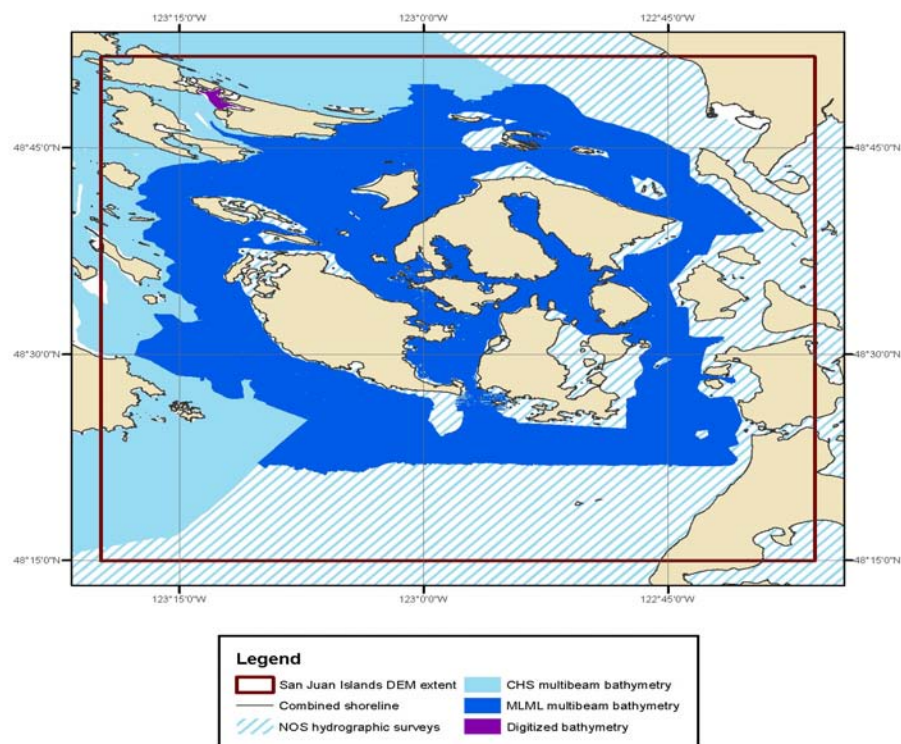 123°15'0"W 123°0'0"W 122°45'0"W
48°45'0"N 48°45'0"N
48°30'0"N 48°30'0"N
48°15'0"N 48°15'0"N
123°15'0"W 123°0'0"W 122°45'0"W
Legend
San Juan Islands DEM extent
Combined shoreline
NOS hydrographic surveys
CHS multibeam bathymetry
MLML multibeam bathymetry
Digitized bathymetry